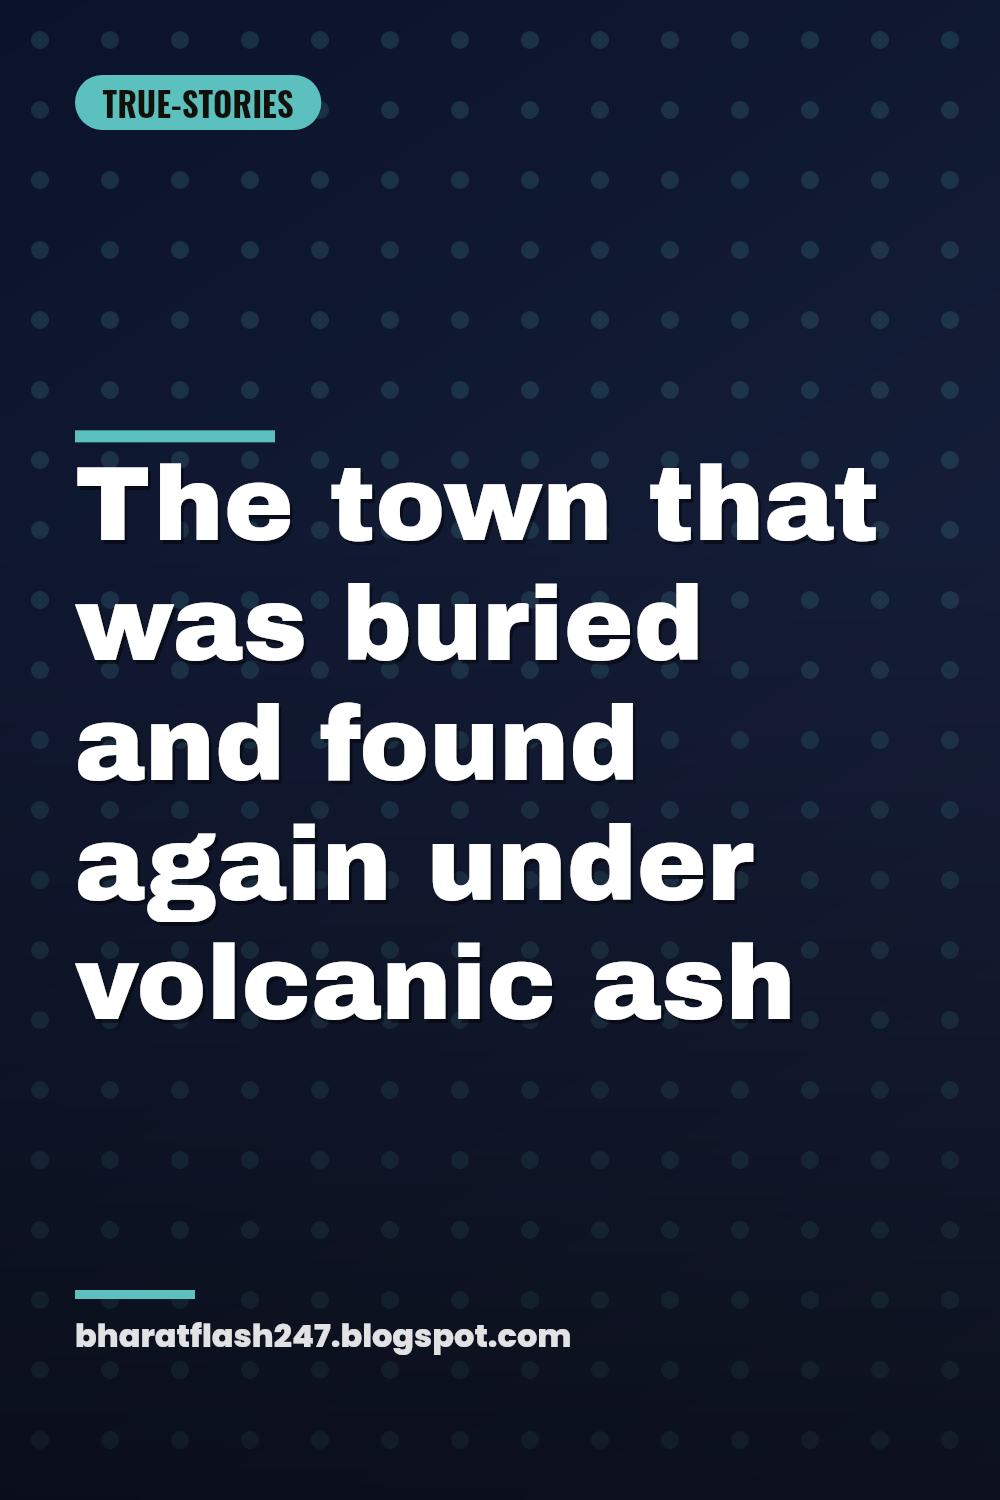 TRUE-STORIES
The town that
was buried
and found
again under
volcanic ash
bharatflash247.blogspot.com